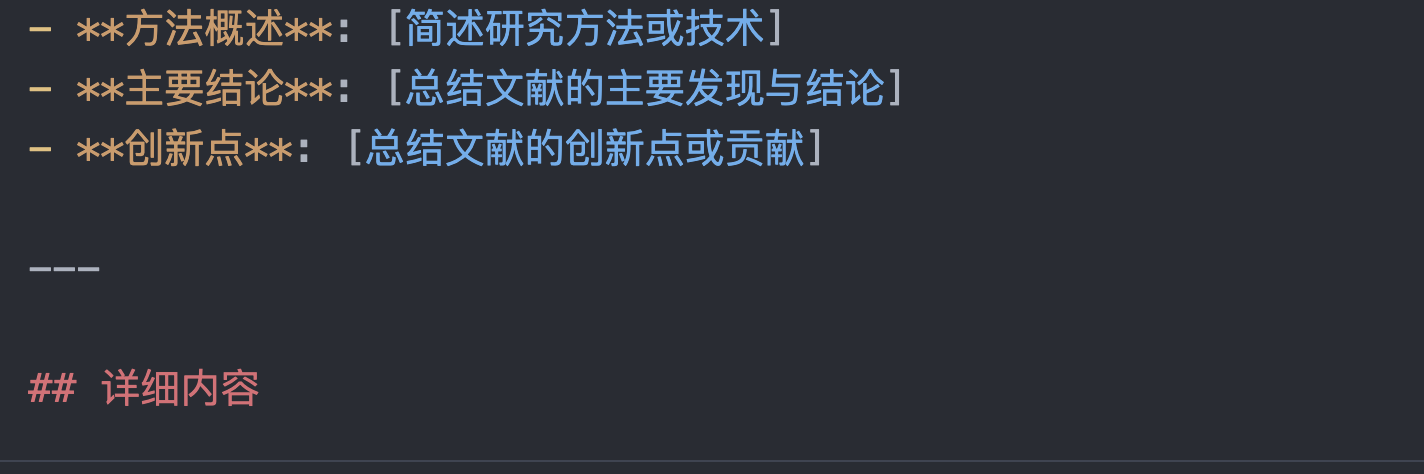 - **方法概述**: [简述研究方法或技术]
- **主要结论**: [总结文献的主要发现与结论]
- **创新点**: [总结文献的创新点或贡献]
---
## 详细内容